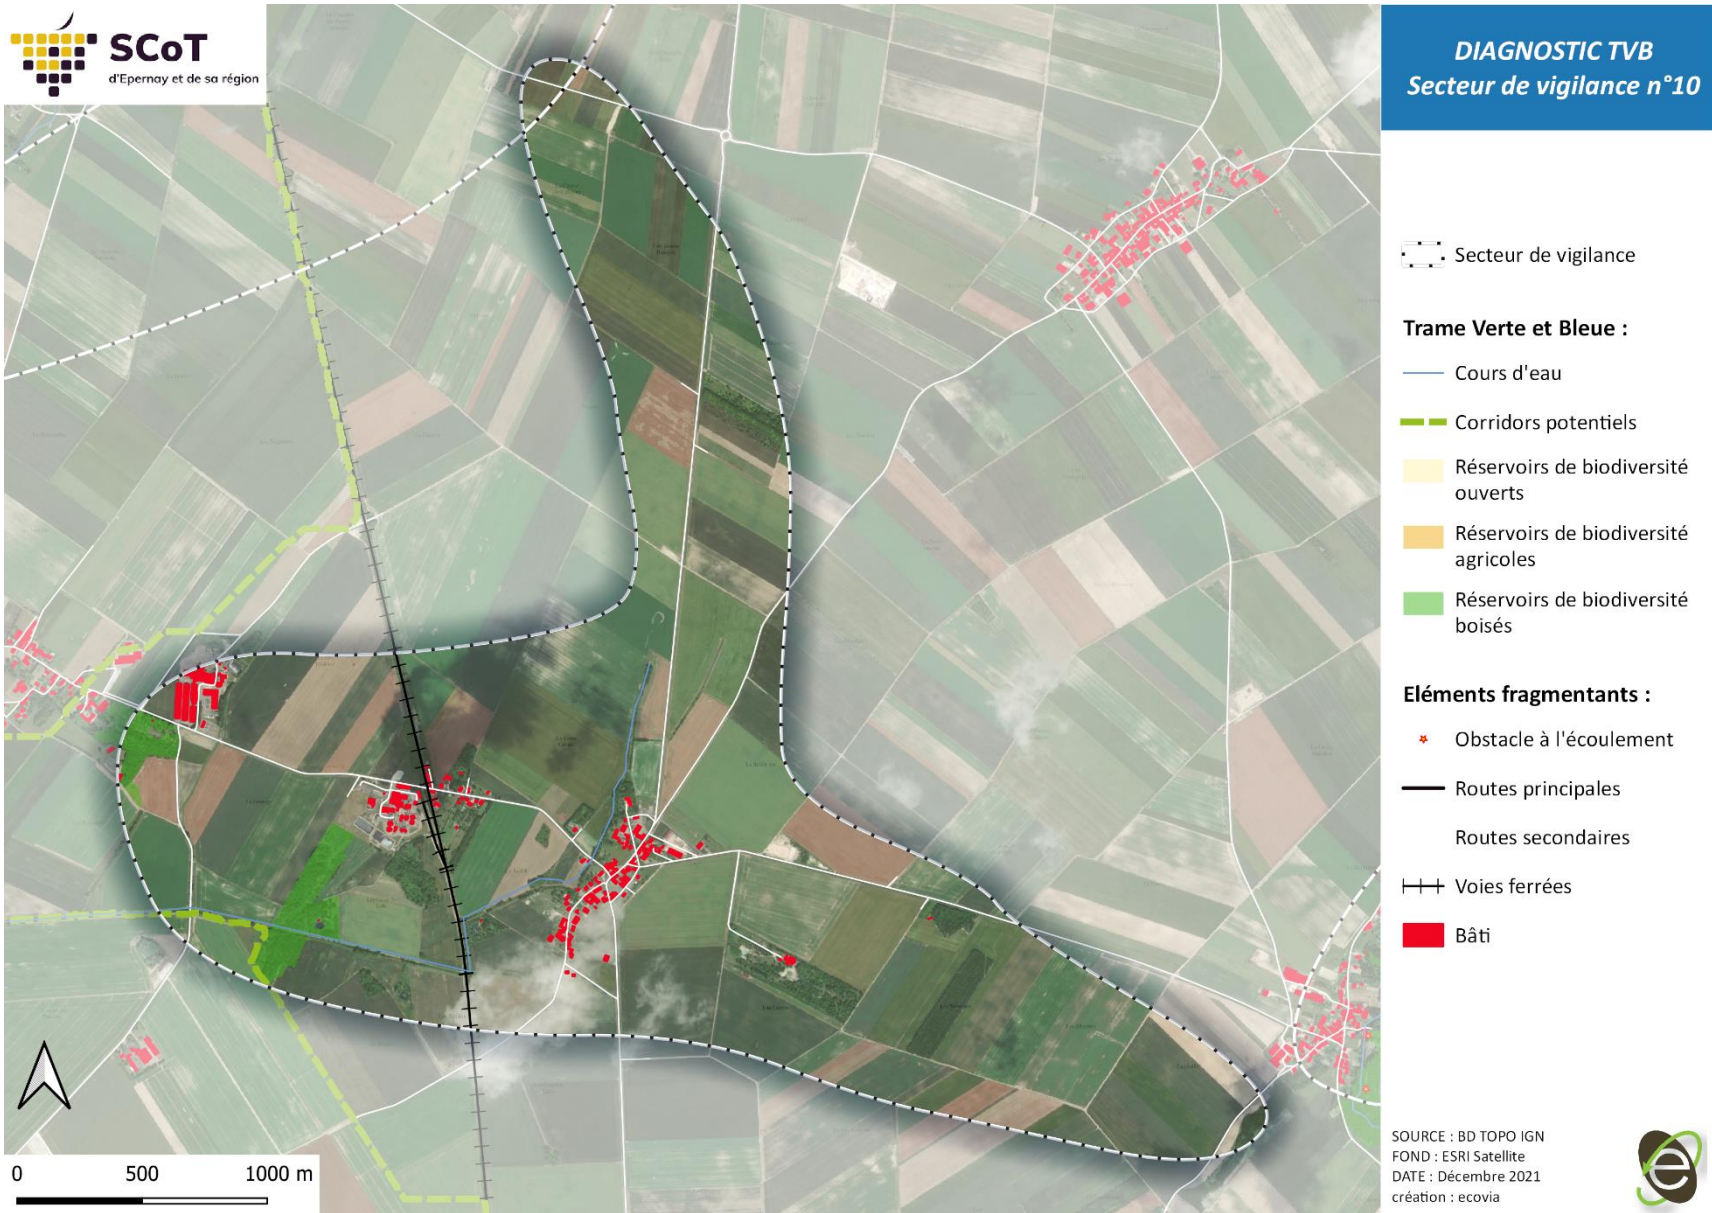 SCoT
d'Epernay et de sa région
DIAGNOSTIC TVB
Secteur de vigilance n°10
Secteur de vigilance
Trame Verte et Bleue :
Cours d'eau
Corridors potentiels
Réservoirs de biodiversité
ouverts
Réservoirs de biodiversité
agricoles
Réservoirs de biodiversité
boisés
Eléments fragmentants :
Obstacle à l'écoulement
Routes principales
Routes secondaires
Voies ferrées
Bâti
0 500 1000 m
SOURCE : BD TOPO IGN
FOND : ESRI Satellite
DATE : Décembre 2021
création : ecovia